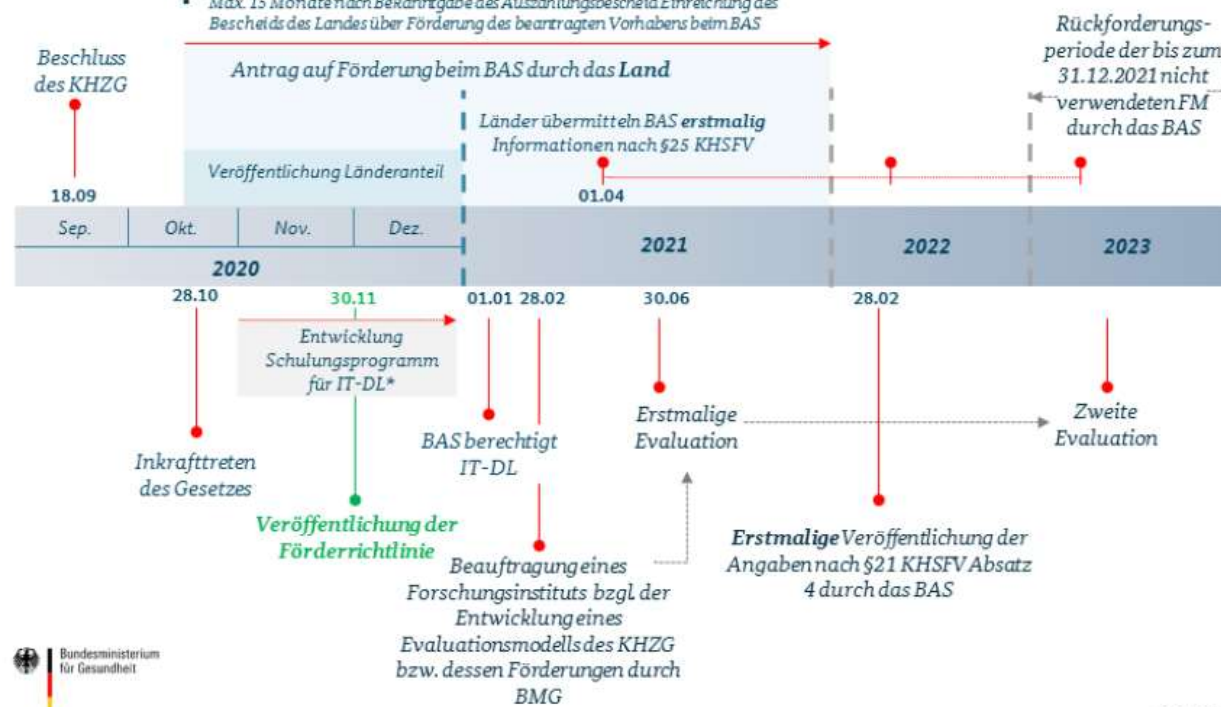 Max. 15 Monate nach Bekanntgabe des Auszahlungsbescheid Einreichung des
Bescheids des Landes über Förderung des beantragten Vorhabens beim BAS
Beschluss
des KHZG
Antrag auf Förderung beim BAS durch das Land
Rückforderungs-
periode der bis zum
31.12.2021 nicht
verwendeten FM
durch das BAS
Länder übermitteln BAS erstmalig
Informationen nach §25 KHSFV
Veröffentlichung Länderanteil
18.09
01.04
Sep.
Okt.
Nov.
Dez.
2020
2021
2022
2023
28.10
30.11
01.01
28.02
30.06
28.02
Entwicklung
Schulungsprogramm
für IT-DL*
Inkrafttreten
des Gesetzes
Veröffentlichung der
Förderrichtlinie
BAS berechtigt
IT-DL
Beauftragung eines
Forschungsinstituts bzgl. der
Entwicklung eines
Evaluationsmodells des KHZG
bzw. dessen Förderungen durch
BMG
Erstmalige
Evaluation
Erstmalige Veröffentlichung der
Angaben nach §21 KHSFV Absatz
4 durch das BAS
Zweite
Evaluation
Bundesministerium
für Gesundheit